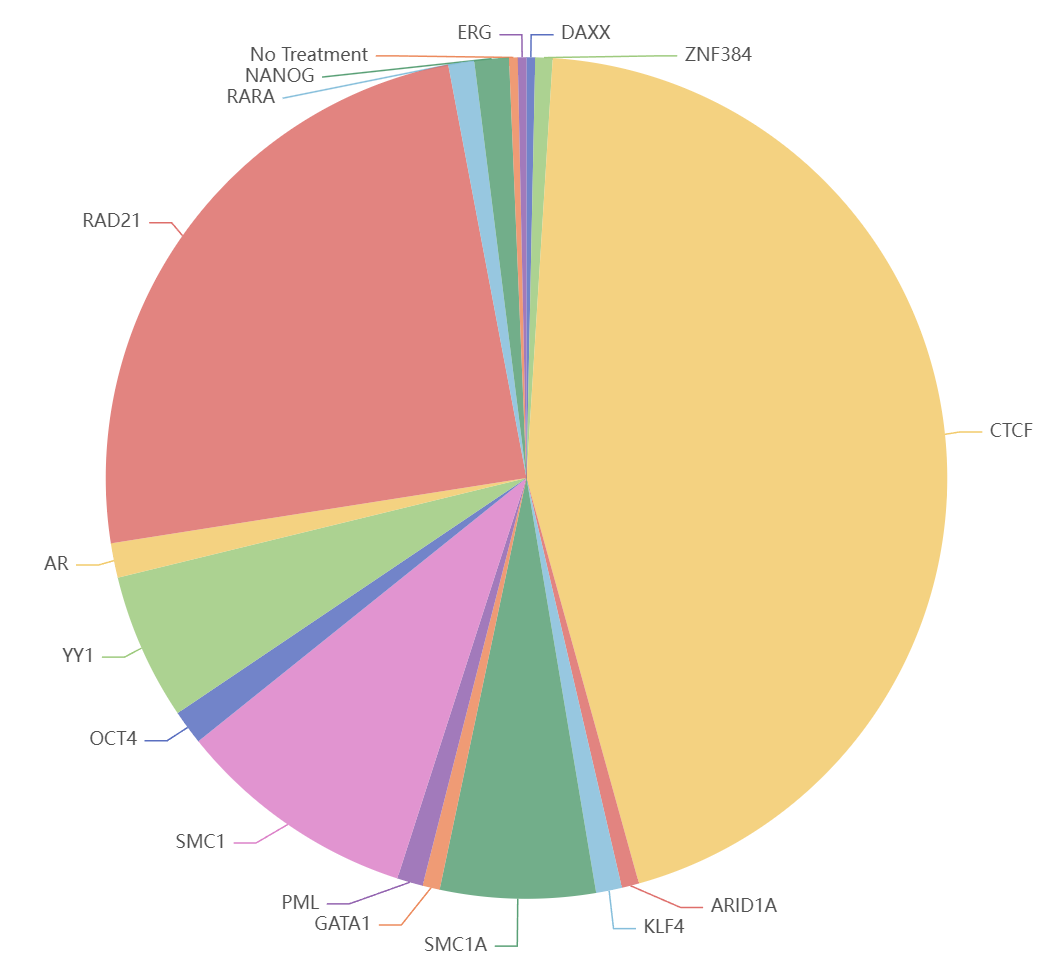 ERG
DAXX
No Treatment
ZNF384
NANOG
RARA
RAD21
CTCF
AR
YY1
OCT4
SMC1
PML
ARID1A
GATA1
KLF4
SMC1A